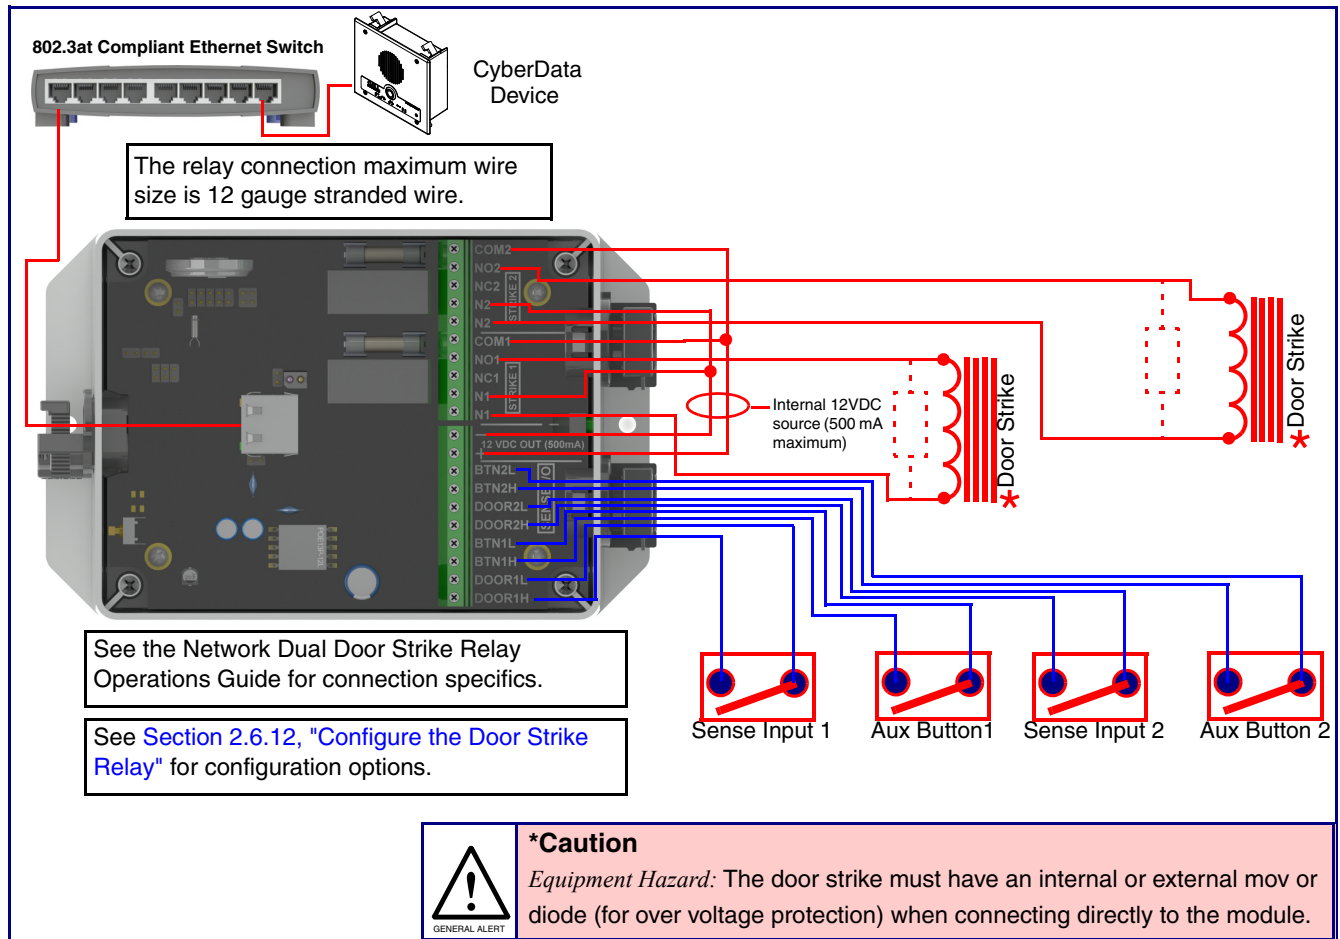 802.3at Compliant Ethernet Switch
CyberData
Device
The relay connection maximum wire
size is 12 gauge stranded wire.
COM2
NO2
NC2
N2
N2
STRIKE 2
COM1
NO1
NC1
N1
N1
STRIKE 1
-
12 VDC OUT (500mA)
+
BTN2L
BTN2H
DOOR2L
DOOR2H
BTN1L
BTN1H
DOOR1L
DOOR1H
Internal 12VDC
source (500 mA
maximum)
*Door Strike
*Door Strike
Sense Input 1
Aux Button1
Sense Input 2
Aux Button 2
See the Network Dual Door Strike Relay
Operations Guide for connection specifics.
See Section 2.6.12, "Configure the Door Strike
Relay" for configuration options.
GENERAL ALERT
*Caution
Equipment Hazard: The door strike must have an internal or external mov or
diode (for over voltage protection) when connecting directly to the module.